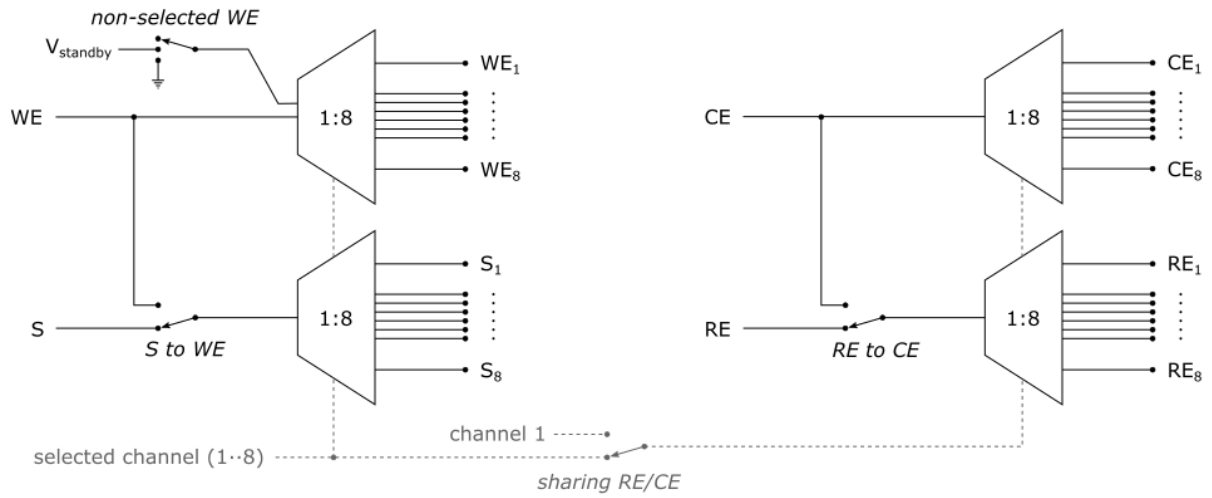 non-selected WE
Vstandby
WE
1:8
WE1
WE8
S
S to WE
1:8
S1
S8
CE
1:8
CE1
CE8
RE
RE to CE
1:8
RE1
RE8
channel 1
selected channel (1··8)
sharing RE/CE